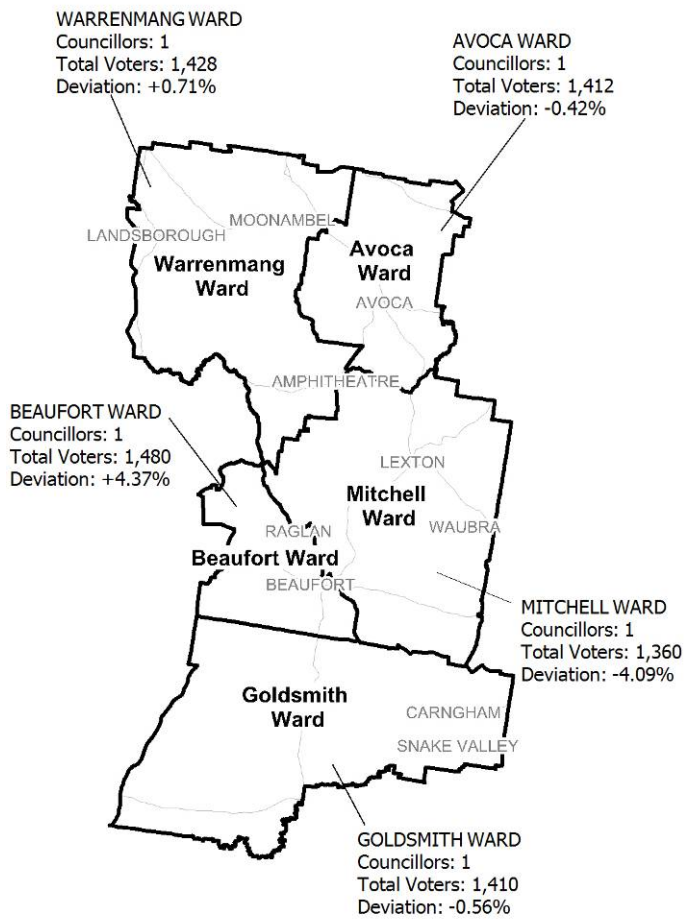 WARRENMANG WARD
Councillors: 1
Total Voters: 1,428
Deviation: +0.71%
AVOCA WARD
Councillors: 1
Total Voters: 1,412
Deviation: -0.42%
MOONAMBEL
LANDSBOROUGH
Warrenmang
Ward
Avoca
Ward
AVOCA
AMPHITHEATRE
BEAUFORT WARD
Councillors: 1
Total Voters: 1,480
Deviation: +4.37%
LEXTON
Mitchell
Ward
WAUBRA
RAGLAN
Beaufort Ward
BEAUFORT
MITCHELL WARD
Councillors: 1
Total Voters: 1,360
Deviation: -4.09%
Goldsmith
Ward
CARNGHAM
SNAKE VALLEY
GOLDSMITH WARD
Councillors: 1
Total Voters: 1,410
Deviation: -0.56%